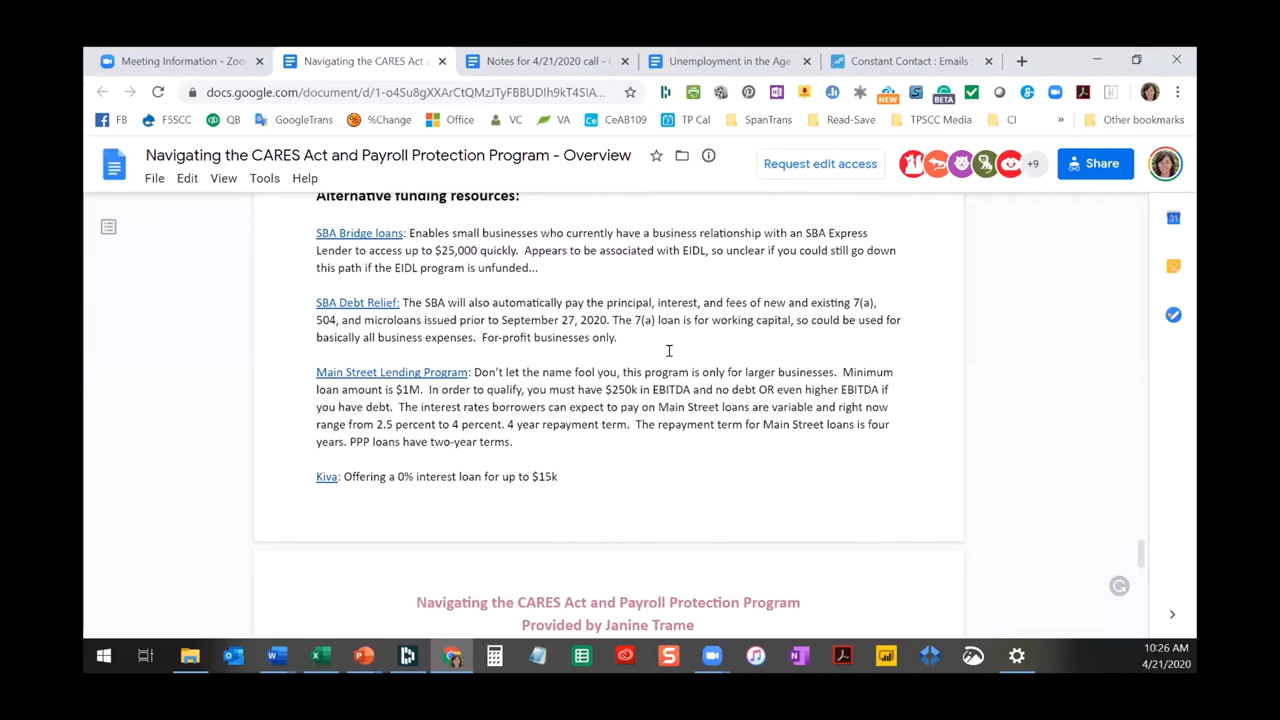 Meeting Information - Zoo
Navigating the CARES Act a
Notes for 4/21/2020 call - G
Unemployment in the Age
Constant Contact : Emails
docs.google.com/document/d/1-o4Su8gXXArCtQMzJTyFBBUDIh9kT4SIA...
NEW
BETA
FB
F5SCC
QB
GoogleTrans
%Change
Office
VC
VA
CeAB109
TP Cal
SpanTrans
Read-Save
TPSCC Media
CI
»
Other bookmarks
Navigating the CARES Act and Payroll Protection Program - Overview
File Edit View Tools Help
Request edit access
+9
Share
31
Alternative funding resources:
SBA Bridge loans: Enables small businesses who currently have a business relationship with an SBA Express
Lender to access up to $25,000 quickly. Appears to be associated with EIDL, so unclear if you could still go down
this path if the EIDL program is unfunded...
SBA Debt Relief: The SBA will also automatically pay the principal, interest, and fees of new and existing 7(a),
504, and microloans issued prior to September 27, 2020. The 7(a) loan is for working capital, so could be used for
basically all business expenses. For-profit businesses only.
Main Street Lending Program: Don't let the name fool you, this program is only for larger businesses. Minimum
loan amount is $1M. In order to qualify, you must have $250k in EBITDA and no debt OR even higher EBITDA if
you have debt. The interest rates borrowers can expect to pay on Main Street loans are variable and right now
range from 2.5 percent to 4 percent. 4 year repayment term. The repayment term for Main Street loans is four
years. PPP loans have two-year terms.
Kiva: Offering a 0% interest loan for up to $15k
Navigating the CARES Act and Payroll Protection Program
Provided by Janine Trame
10:26 AM
4/21/2020